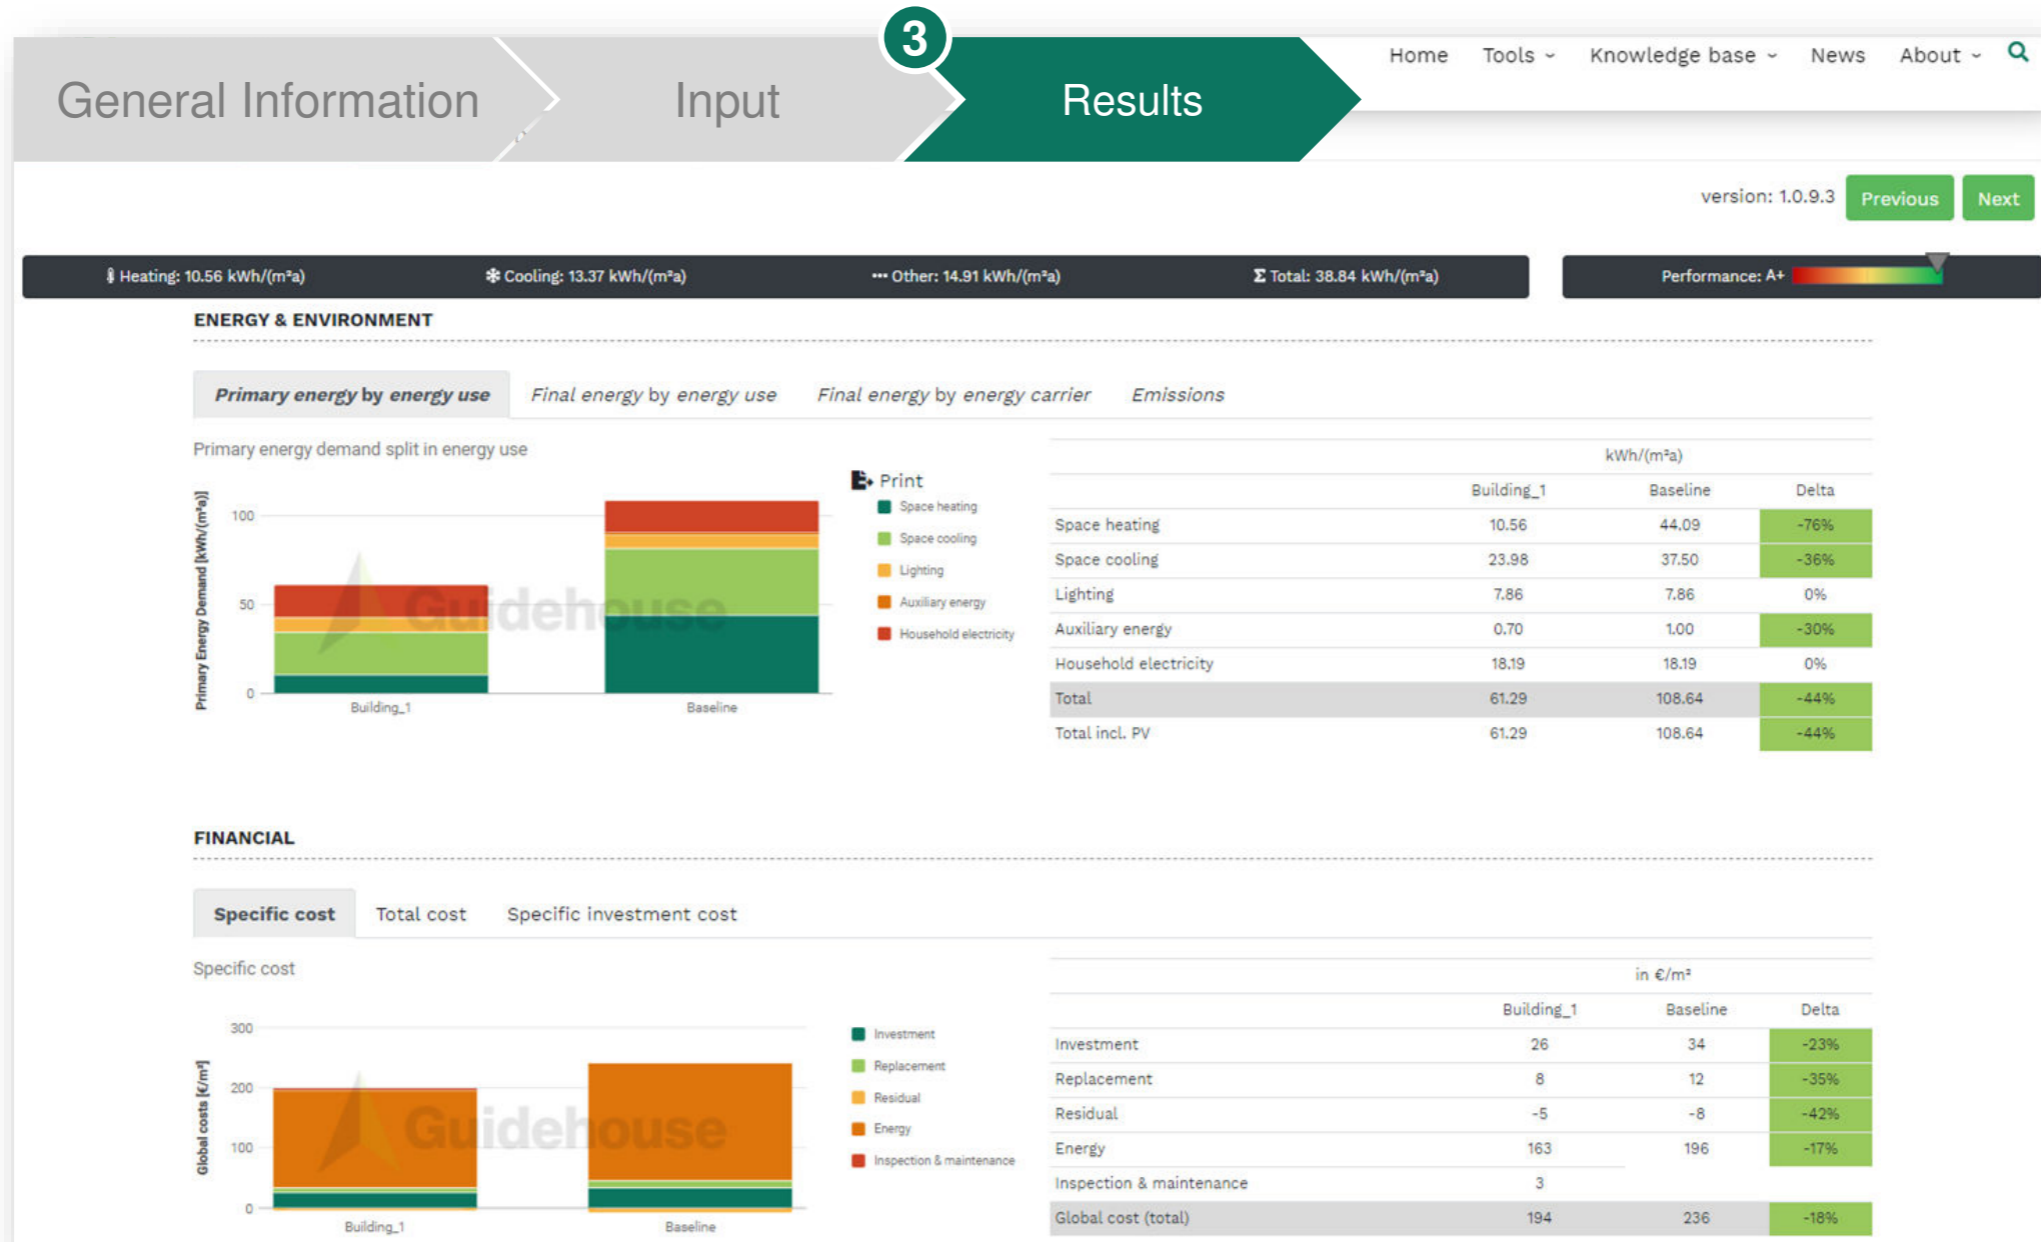 3
General Information
Input
Results
Home Tools Knowledge base News About
version: 1.0.9.3 Previous Next
Heating: 10.56 kWh/(m²a) Cooling: 13.37 kWh/(m²a) Other: 14.91 kWh/(m²a) Σ Total: 38.84 kWh/(m²a) Performance: A+
ENERGY & ENVIRONMENT
Primary energy by energy use Final energy by energy use Final energy by energy carrier Emissions
Primary energy demand split in energy use
Primary Energy Demand [kWh/(m²a)]
100
50
0
Building_1 Baseline
Guidehouse
Print
Space heating
Space cooling
Lighting
Auxiliary energy
Household electricity
kWh/(m²a)
Building_1 Baseline Delta
Space heating 10.56 44.09 -76%
Space cooling 23.98 37.50 -36%
Lighting 7.86 7.86 0%
Auxiliary energy 0.70 1.00 -30%
Household electricity 18.19 18.19 0%
Total 61.29 108.64 -44%
Total incl. PV 61.29 108.64 -44%
FINANCIAL
Specific cost Total cost Specific investment cost
Specific cost
Global costs [€/m²]
300
200
100
0
Building_1 Baseline
Guidehouse
Investment
Replacement
Residual
Energy
Inspection & maintenance
in €/m²
Building_1 Baseline Delta
Investment 26 34 -23%
Replacement 8 12 -35%
Residual -5 -8 -42%
Energy 163 196 -17%
Inspection & maintenance 3
Global cost (total) 194 236 -18%